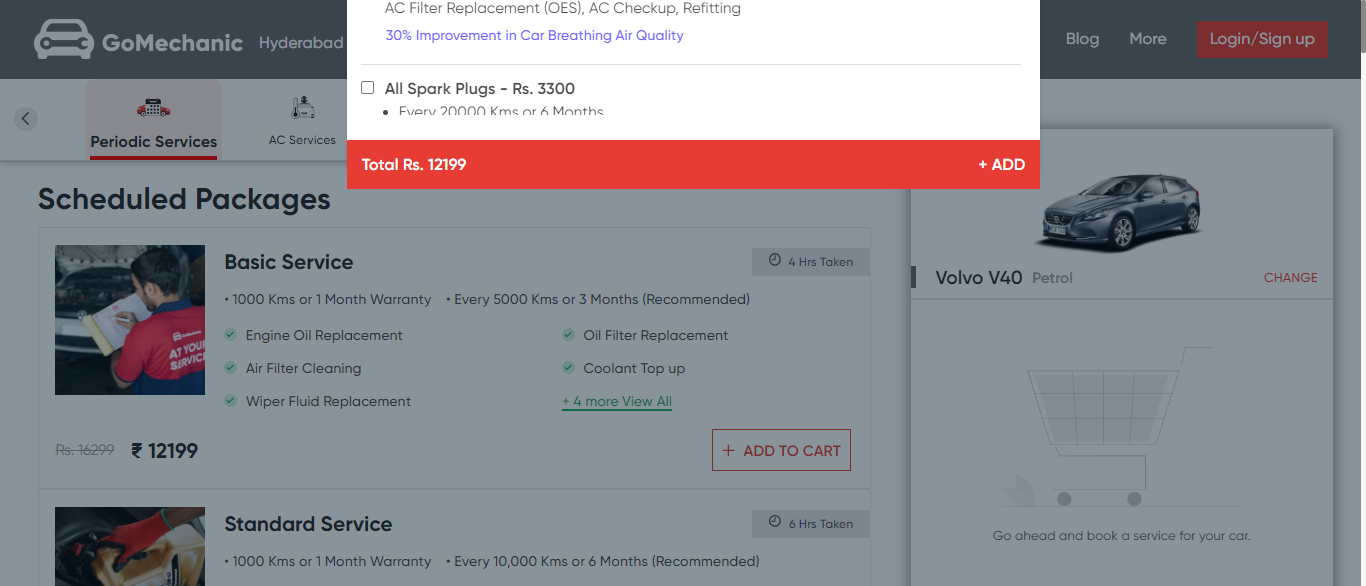 AC Filter Replacement (OES), AC Checkup, Refitting
30% Improvement in Car Breathing Air Quality
GoMechanic
Hyderabad
Blog
More
Login/Sign up
All Spark Plugs - Rs. 3300
• Every 20000 Kms or 6 Months
Periodic Services
AC Services
Total Rs. 12199
+ ADD
Scheduled Packages
Basic Service
4 Hrs Taken
• 1000 Kms or 1 Month Warranty • Every 5000 Kms or 3 Months (Recommended)
Engine Oil Replacement
Oil Filter Replacement
Air Filter Cleaning
Coolant Top up
Wiper Fluid Replacement
+ 4 more View All
GoMechanic
AT YOUR
SERVICE
Rs. 16299
₹ 12199
+ ADD TO CART
Standard Service
6 Hrs Taken
• 1000 Kms or 1 Month Warranty • Every 10,000 Kms or 6 Months (Recommended)
Volvo V40 Petrol
CHANGE
Go ahead and book a service for your car.